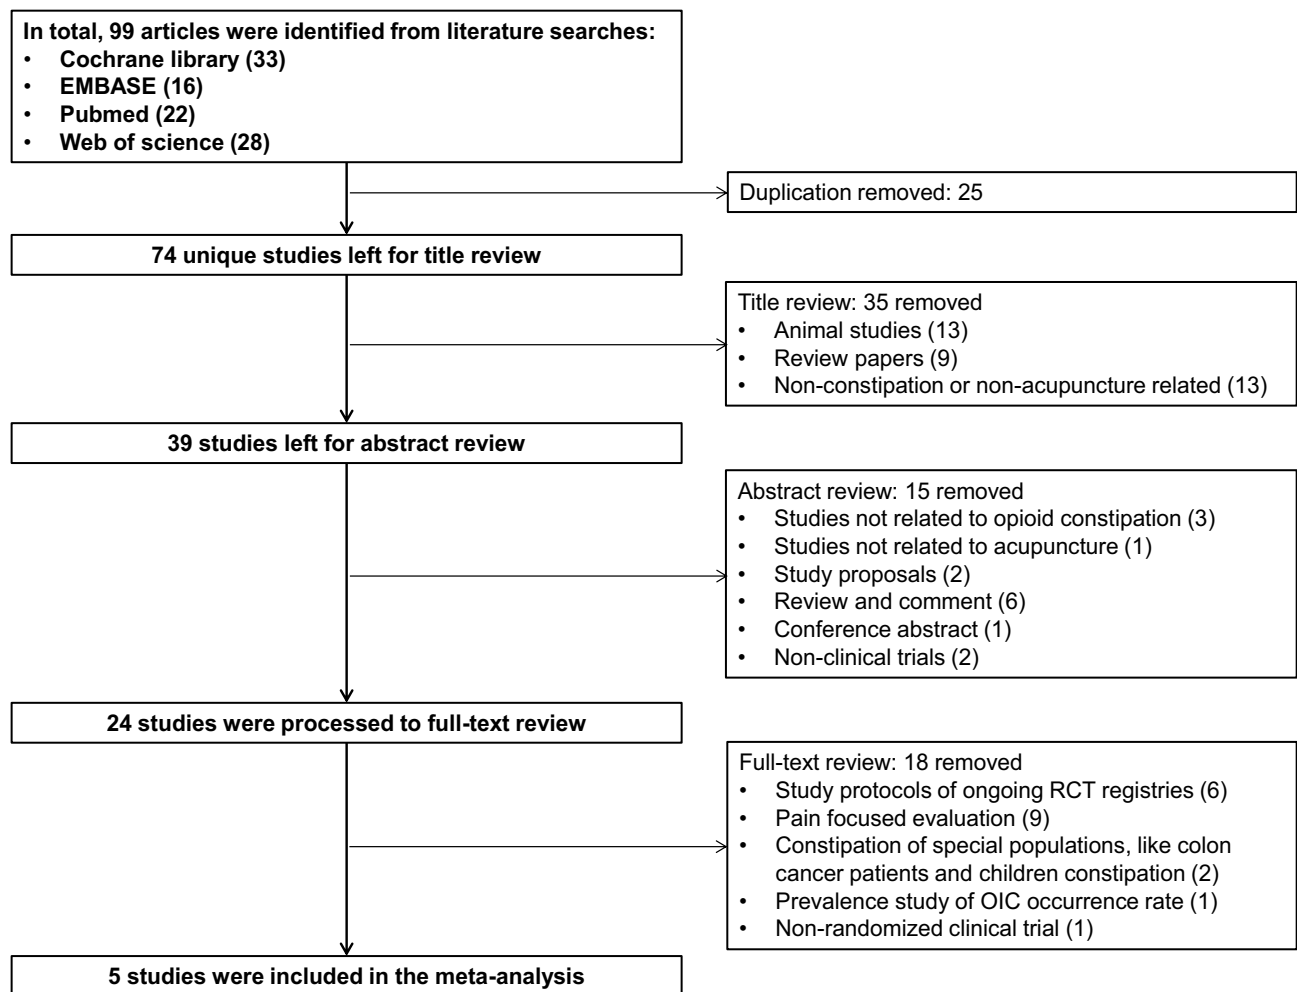 In total, 99 articles were identified from literature searches:
• Cochrane library (33)
• EMBASE (16)
• Pubmed (22)
• Web of science (28)
Duplication removed: 25
74 unique studies left for title review
Title review: 35 removed
• Animal studies (13)
• Review papers (9)
• Non-constipation or non-acupuncture related (13)
39 studies left for abstract review
Abstract review: 15 removed
• Studies not related to opioid constipation (3)
• Studies not related to acupuncture (1)
• Study proposals (2)
• Review and comment (6)
• Conference abstract (1)
• Non-clinical trials (2)
24 studies were processed to full-text review
Full-text review: 18 removed
• Study protocols of ongoing RCT registries (6)
• Pain focused evaluation (9)
• Constipation of special populations, like colon
cancer patients and children constipation (2)
• Prevalence study of OIC occurrence rate (1)
• Non-randomized clinical trial (1)
5 studies were included in the meta-analysis